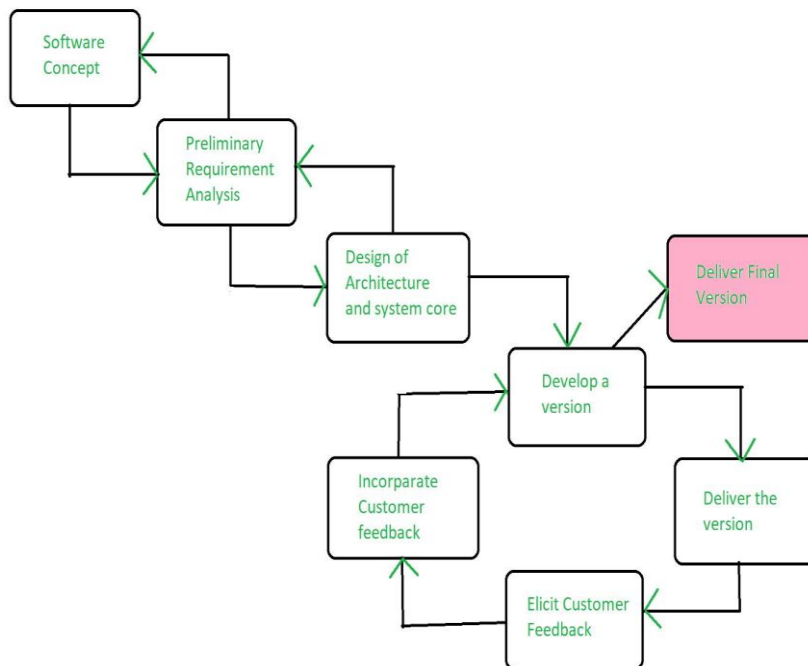 Software
Concept
Preliminary
Requirement
Analysis
Design of
Architecture
and system core
Deliver Final
Version
Develop a
version
Incorparate
Customer
feedback
Deliver the
version
Elicit Customer
Feedback